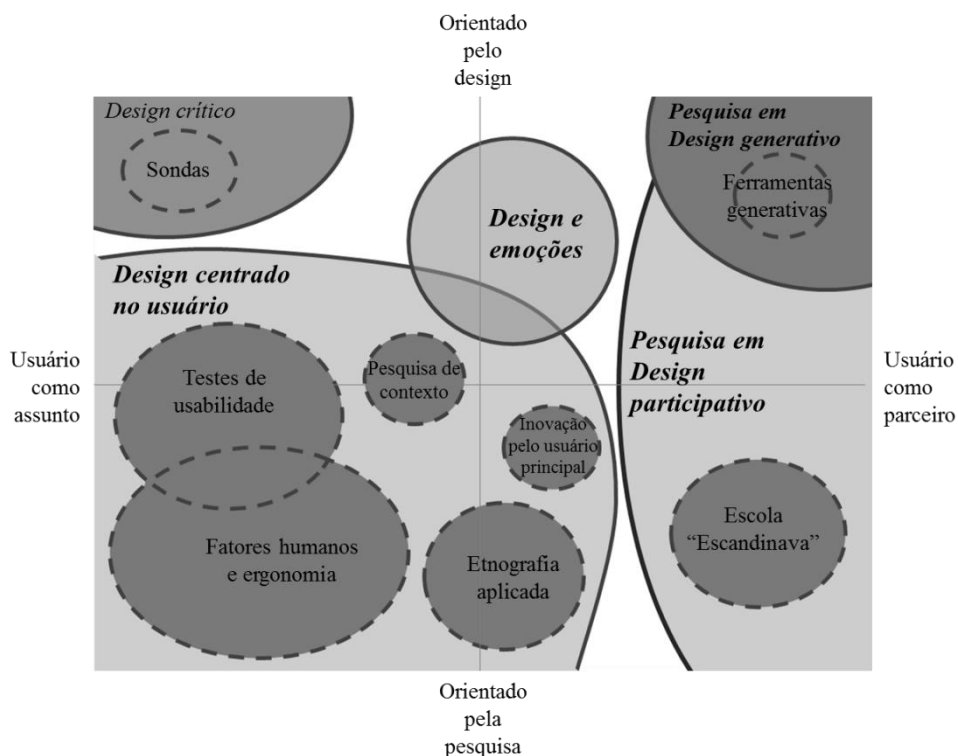 Orientado
pelo
design
Design crítico
Sondas
Pesquisa em
Design generativo
Ferramentas
generativas
Design e
emoções
Design centrado
no usuário
Usuário
como
assunto
Testes de
usabilidade
Pesquisa de
contexto
Pesquisa em
Design
participativo
Usuário
como
parceiro
Inovação
pelo usuário
principal
Fatores humanos
e ergonomia
Etnografia
aplicada
Escola
“Escandinava”
Orientado
pela
pesquisa